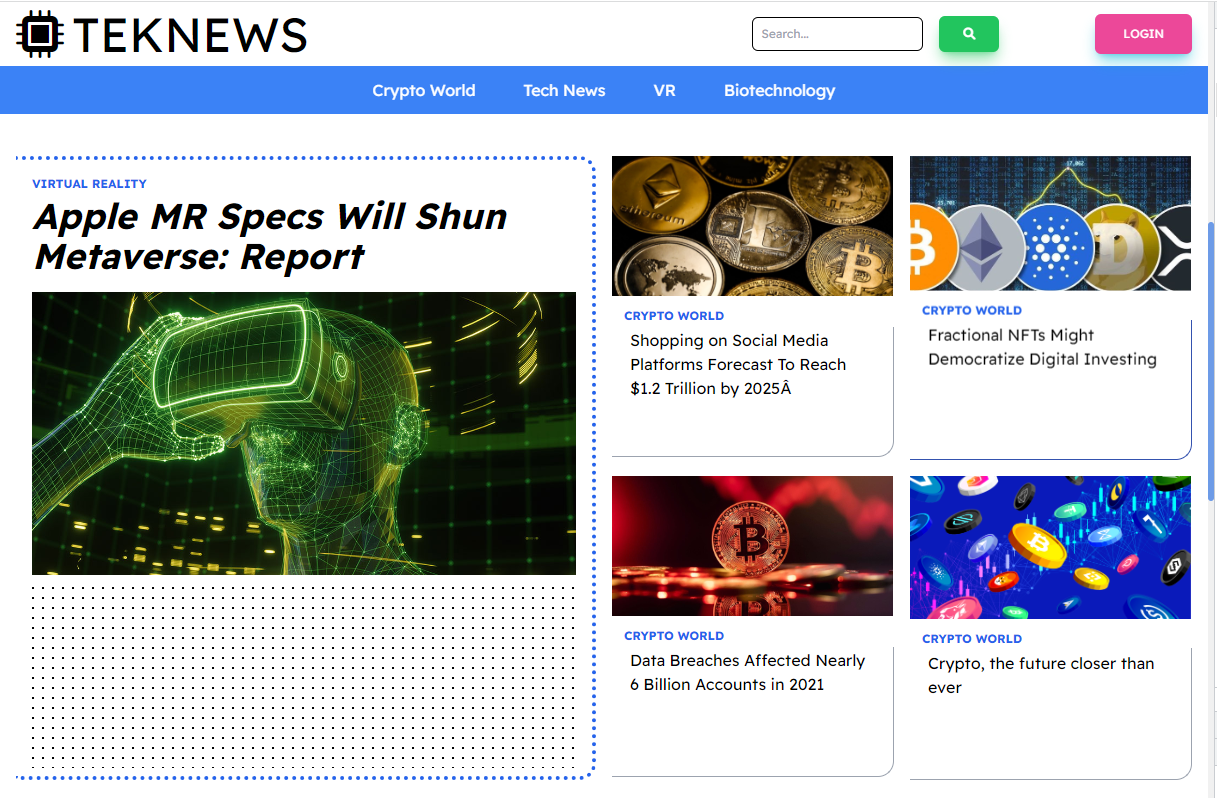 TEKNEWS
Search...
LOGIN
Crypto World
Tech News
VR
Biotechnology
VIRTUAL REALITY
Apple MR Specs Will Shun
Metaverse: Report
CRYPTO WORLD
Shopping on Social Media
Platforms Forecast To Reach
$1.2 Trillion by 2025Â
17,062
CRYPTO WORLD
Fractional NFTs Might
Democratize Digital Investing
CRYPTO WORLD
Data Breaches Affected Nearly
6 Billion Accounts in 2021
CRYPTO WORLD
Crypto, the future closer than
ever